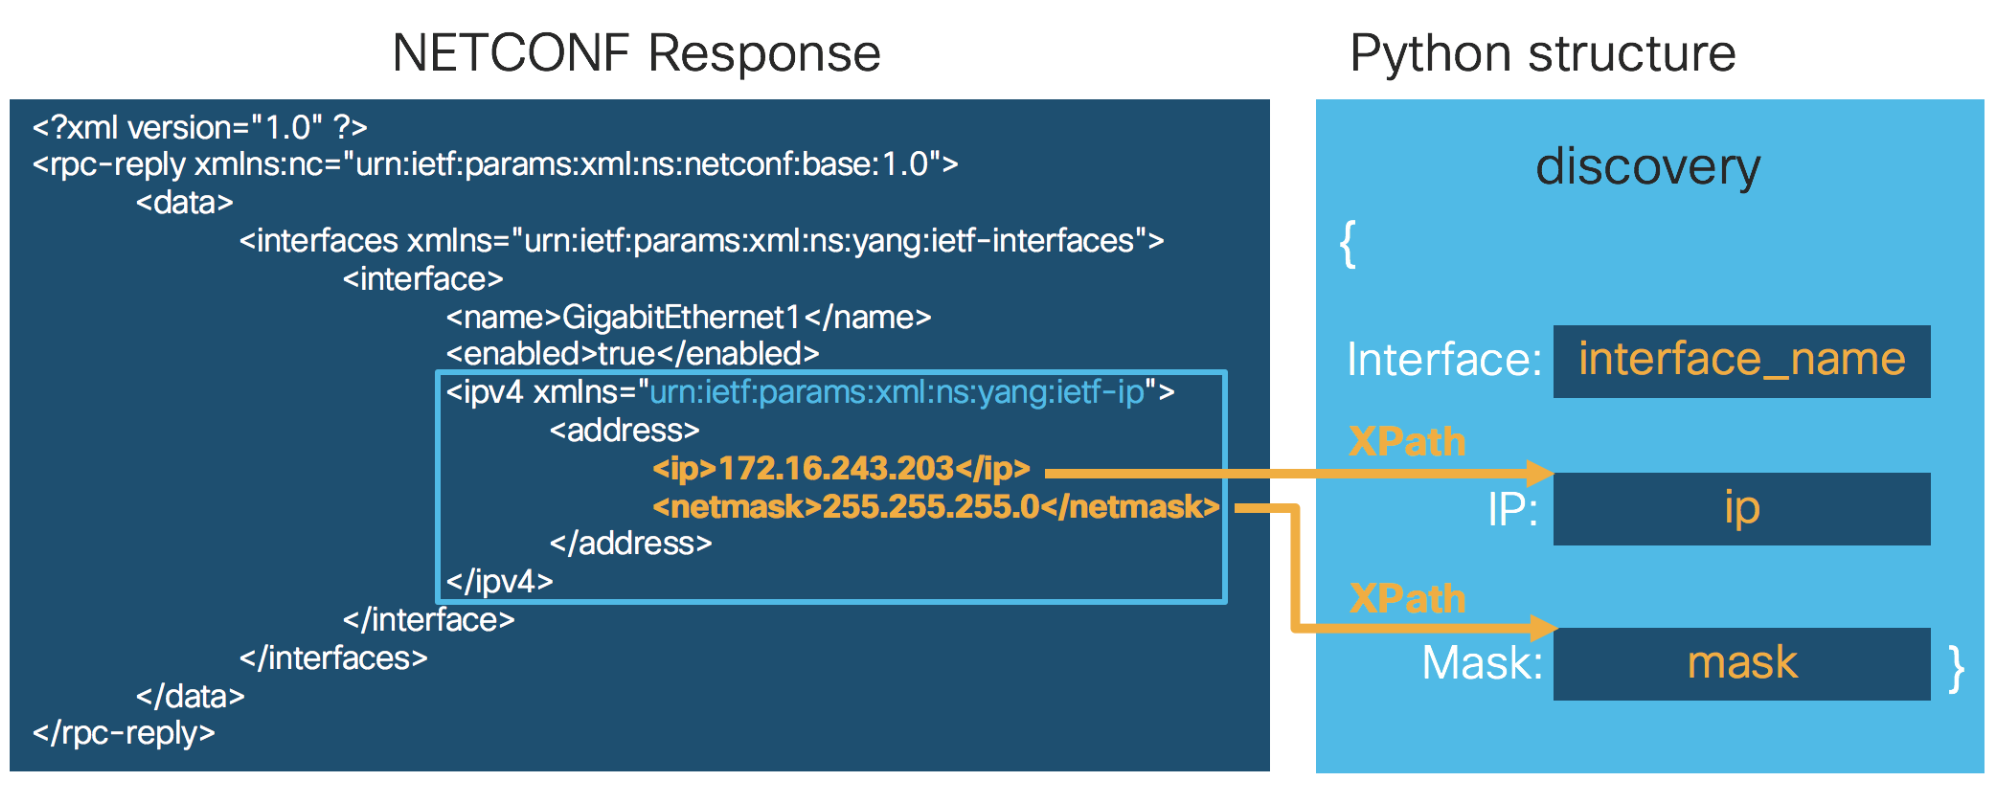 NETCONF Response
<?xml version="1.0" ?>
<rpc-reply xmlns:nc="urn:ietf:params:xml:ns:netconf:base:1.0">
<data>
<interfaces xmlns="urn:ietf:params:xml:ns:yang:ietf-interfaces">
<interface>
<name>GigabitEthernet1</name>
<enabled>true</enabled>
<ipv4 xmlns="urn:ietf:params:xml:ns:yang:ietf-ip">
<address>
<ip>172.16.243.203</ip>
<netmask>255.255.255.0</netmask>
</address>
</ipv4>
</interface>
</interfaces>
</data>
</rpc-reply>
Python structure
discovery
{
Interface: interface_name
XPath
IP: ip
XPath
Mask: mask }